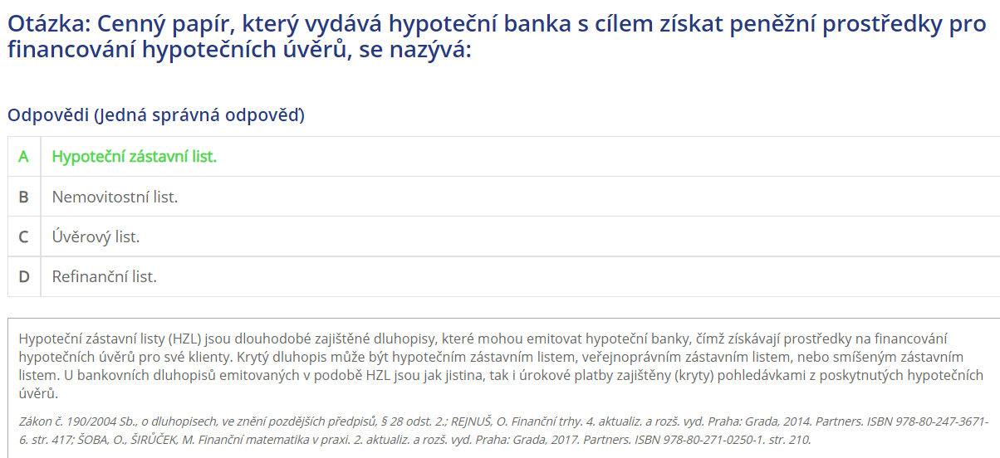 Otázka: Cenný papír, který vydává hypoteční banka s cílem získat peněžní prostředky pro
financování hypotečních úvěrů, se nazývá:
Odpovědi (Jedná správná odpověď)
A Hypoteční zástavní list.
B Nemovitostní list.
C Úvěrový list.
D Refinanční list.
Hypoteční zástavní listy (HZL) jsou dlouhodobé zajištěné dluhopisy, které mohou emitovat hypoteční banky, čímž získávají prostředky na financování
hypotečních úvěrů pro své klienty. Krytý dluhopis může být hypotečním zástavním listem, veřejnoprávním zástavním listem, nebo smíšeným zástavním
listem. U bankovních dluhopisů emitovaných v podobě HZL jsou jak jistina, tak i úrokové platby zajištěny (kryty) pohledávkami z poskytnutých hypotečních
úvěrů.
Zákon č. 190/2004 Sb., o dluhopisech, ve znění pozdějších předpisů, § 28 odst. 2.; REJNUŠ, O. Finanční trhy. 4. aktualiz. a rozš. vyd. Praha: Grada, 2014. Partners. ISBN 978-80-247-3671-
6. str. 417; ŠOBA, O., ŠIRŮČEK, M. Finanční matematika v praxi. 2. aktualiz. a rozš. vyd. Praha: Grada, 2017. Partners. ISBN 978-80-271-0250-1. str. 210.